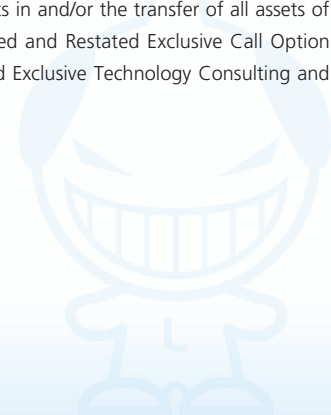 ts in and/or the transfer of all assets of
ed and Restated Exclusive Call Option
d Exclusive Technology Consulting and